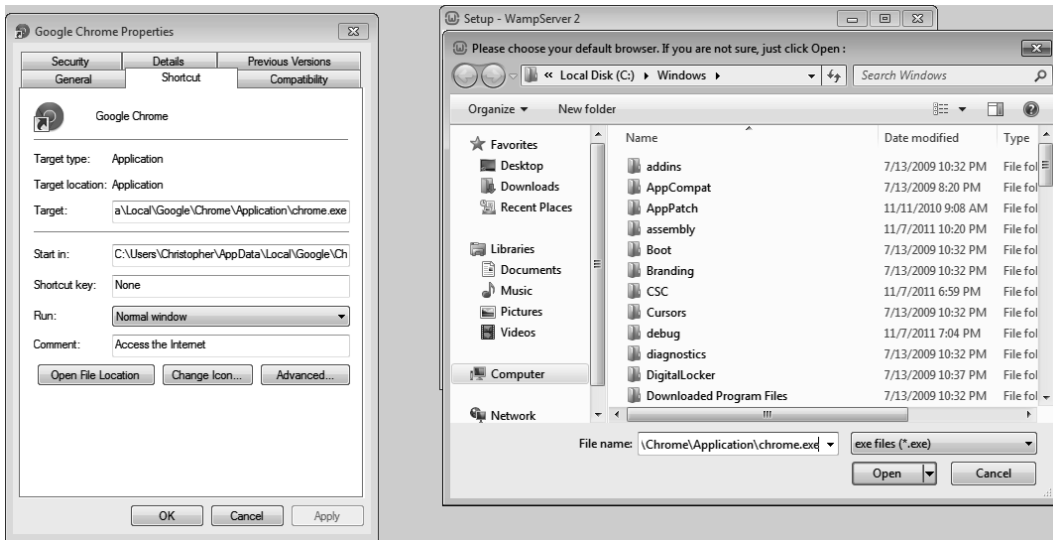 Google Chrome Properties
Security Details Previous Versions
General Shortcut Compatibility
Google Chrome
Target type: Application
Target location: Application
Target: a\Local\Google\Chrome\Application\chrome.exe
Start in: C:\Users\Christopher\AppData\Local\Google\Ch
Shortcut key: None
Run: Normal window
Comment: Access the Internet
Open File Location Change Icon... Advanced...
OK Cancel Apply
Setup - WampServer 2
Please choose your default browser. If you are not sure, just click Open :
« Local Disk (C:) Windows Search Windows
Organize New folder
Favorites
Desktop
Downloads
Recent Places
Libraries
Documents
Music
Pictures
Videos
Computer
Network
Name Date modified Type
addins 7/13/2009 10:32 PM File fol
AppCompat 7/13/2009 8:20 PM File fol
AppPatch 11/11/2010 9:08 AM File fol
assembly 11/7/2011 10:20 PM File fol
Boot 7/13/2009 10:32 PM File fol
Branding 7/13/2009 10:32 PM File fol
CSC 11/7/2011 6:59 PM File fol
Cursors 7/13/2009 10:32 PM File fol
debug 11/7/2011 7:04 PM File fol
diagnostics 7/13/2009 10:32 PM File fol
DigitalLocker 7/13/2009 10:37 PM File fol
Downloaded Program Files 7/13/2009 10:32 PM File fol
File name: \Chrome\Application\chrome.exe exe files (*.exe)
Open Cancel